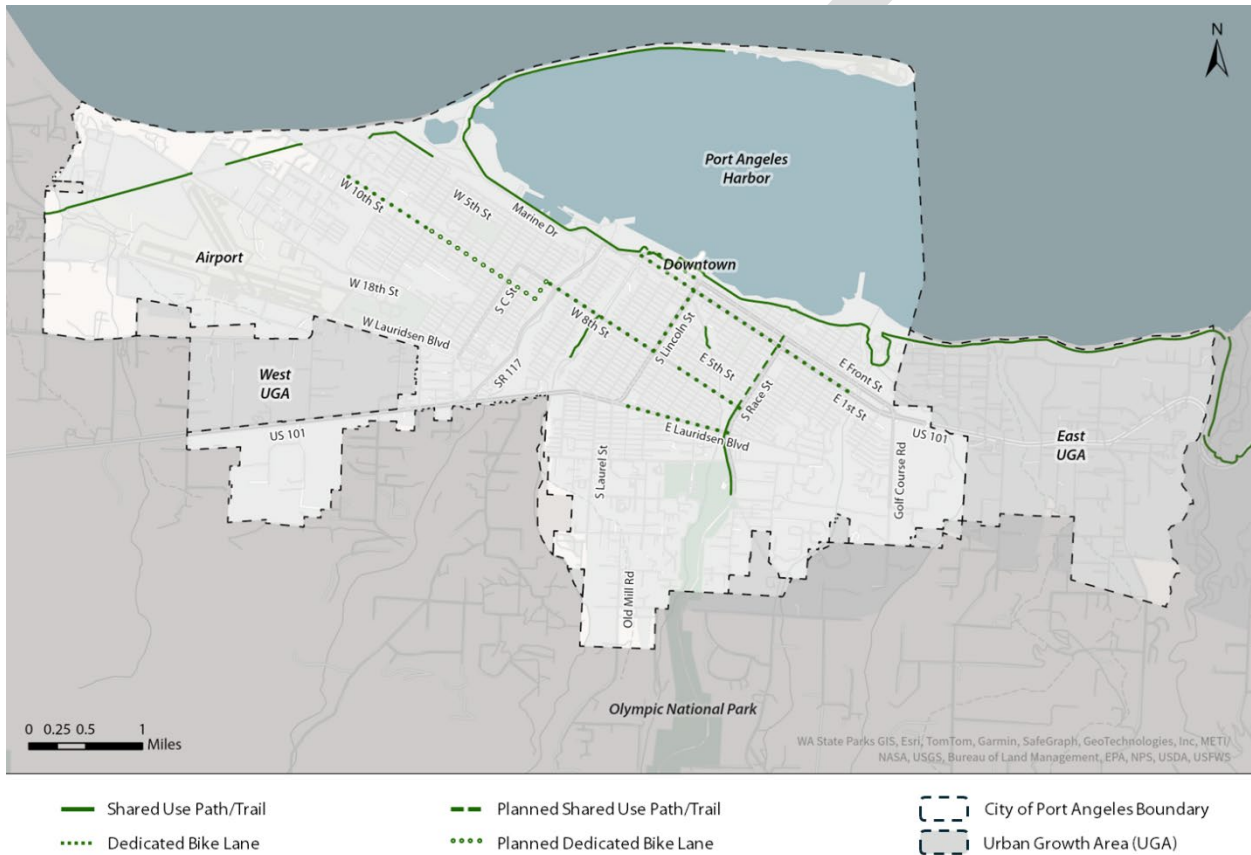 N
Port Angeles
Harbor
W 10th St
W 5th St
Marine Dr
Airport
Downtown
W 18th St
S C St
W 8th St
S Lincoln St
W Lauridsen Blvd
E 5th St
E Front St
West
UGA
SR 117
S Race St
E 1st St
US 101
E Lauridsen Blvd
US 101
East
UGA
S Laurel St
Golf Course Rd
Old Mill Rd
Olympic National Park
0 0.25 0.5 1
Miles
WA State Parks GIS, Esri, TomTom, Garmin, SafeGraph, GeoTechnologies, Inc, METI/
NASA, USGS, Bureau of Land Management, EPA, NPS, USDA, USFWS
Shared Use Path/Trail
Planned Shared Use Path/Trail
City of Port Angeles Boundary
Dedicated Bike Lane
Planned Dedicated Bike Lane
Urban Growth Area (UGA)